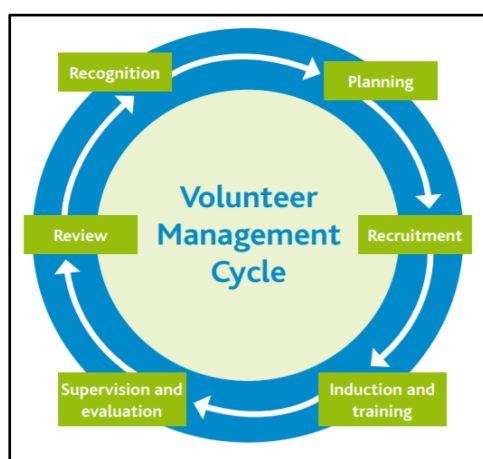 Volunteer
Management
Cycle
Planning
Recruitment
Induction and
training
Supervision and
evaluation
Review
Recognition